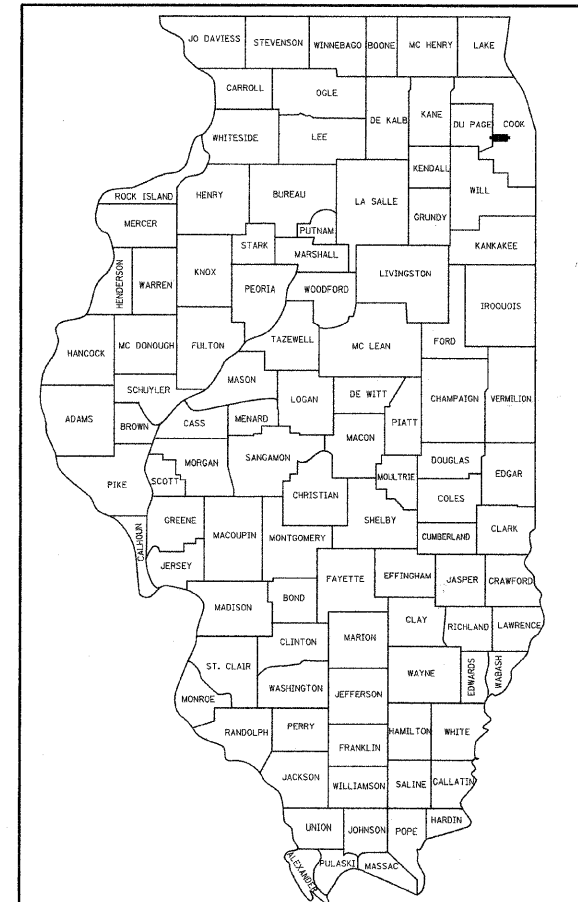 JO DAVIESS
STEVENSON
WINNEBAGO
BOONE
MC HENRY
LAKE
CARROLL
OGLE
DE KALB
KANE
DU PAGE
COOK
WHITESIDE
LEE
KENDALL
WILL
ROCK ISLAND
HENRY
BUREAU
LA SALLE
GRUNDY
MERCER
PUTNAM
KANKAKEE
STARK
MARSHALL
HENDERSON
WARREN
KNOX
PEORIA
WOODFORD
LIVINGSTON
IROQUOIS
HANCOCK
MC DONOUGH
FULTON
TAZEWELL
MC LEAN
FORD
SCHUYLER
MASON
LOGAN
DE WITT
CHAMPAIGN
VERMILION
ADAMS
BROWN
CASS
MENARD
MACON
PIATT
PIKE
SCOTT
MORGAN
SANGAMON
CHRISTIAN
MOULTRIE
DOUGLAS
EDGAR
COLES
CALHOUN
GREENE
MACOUPIN
MONTGOMERY
SHELBY
CUMBERLAND
CLARK
JERSEY
FAYETTE
EFFINGHAM
JASPER
CRAWFORD
MADISON
BOND
CLAY
RICHLAND
LAWRENCE
CLINTON
MARION
ST. CLAIR
WAYNE
EDWARDS
WABASH
MONROE
WASHINGTON
JEFFERSON
RANDOLPH
PERRY
HAMILTON
WHITE
FRANKLIN
JACKSON
WILLIAMSON
SALINE
GALLATIN
UNION
JOHNSON
POPE
HARDIN
ALEXANDER
PULASKI
MASSAC